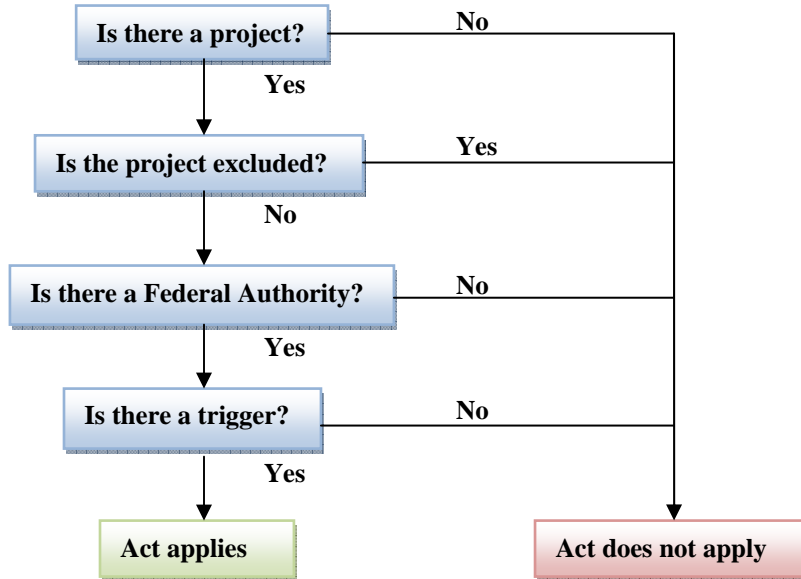 Is there a project?
No
Yes
Is the project excluded?
Yes
No
Is there a Federal Authority?
No
Yes
Is there a trigger?
No
Yes
Act applies
Act does not apply